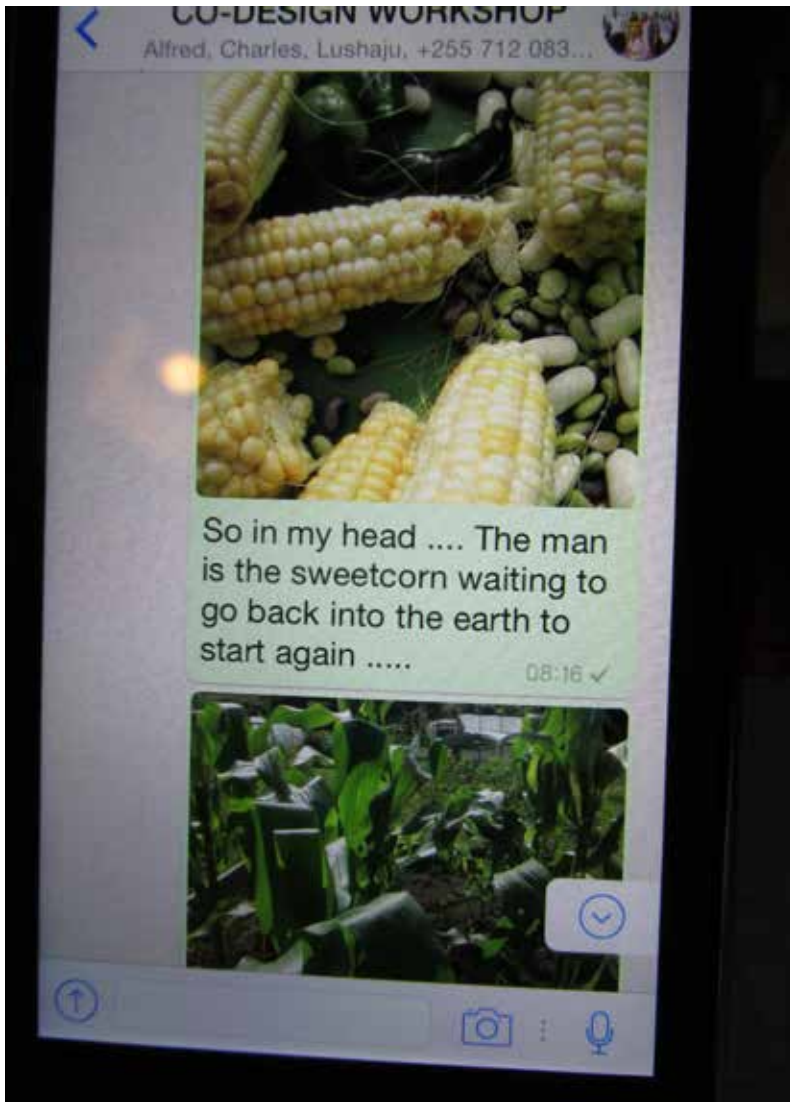 CO-DESIGN WORKSHOP
Alfred, Charles, Lushaju, +255 712 083...
So in my head .... The man
is the sweetcorn waiting to
go back into the earth to
start again .....
08:16